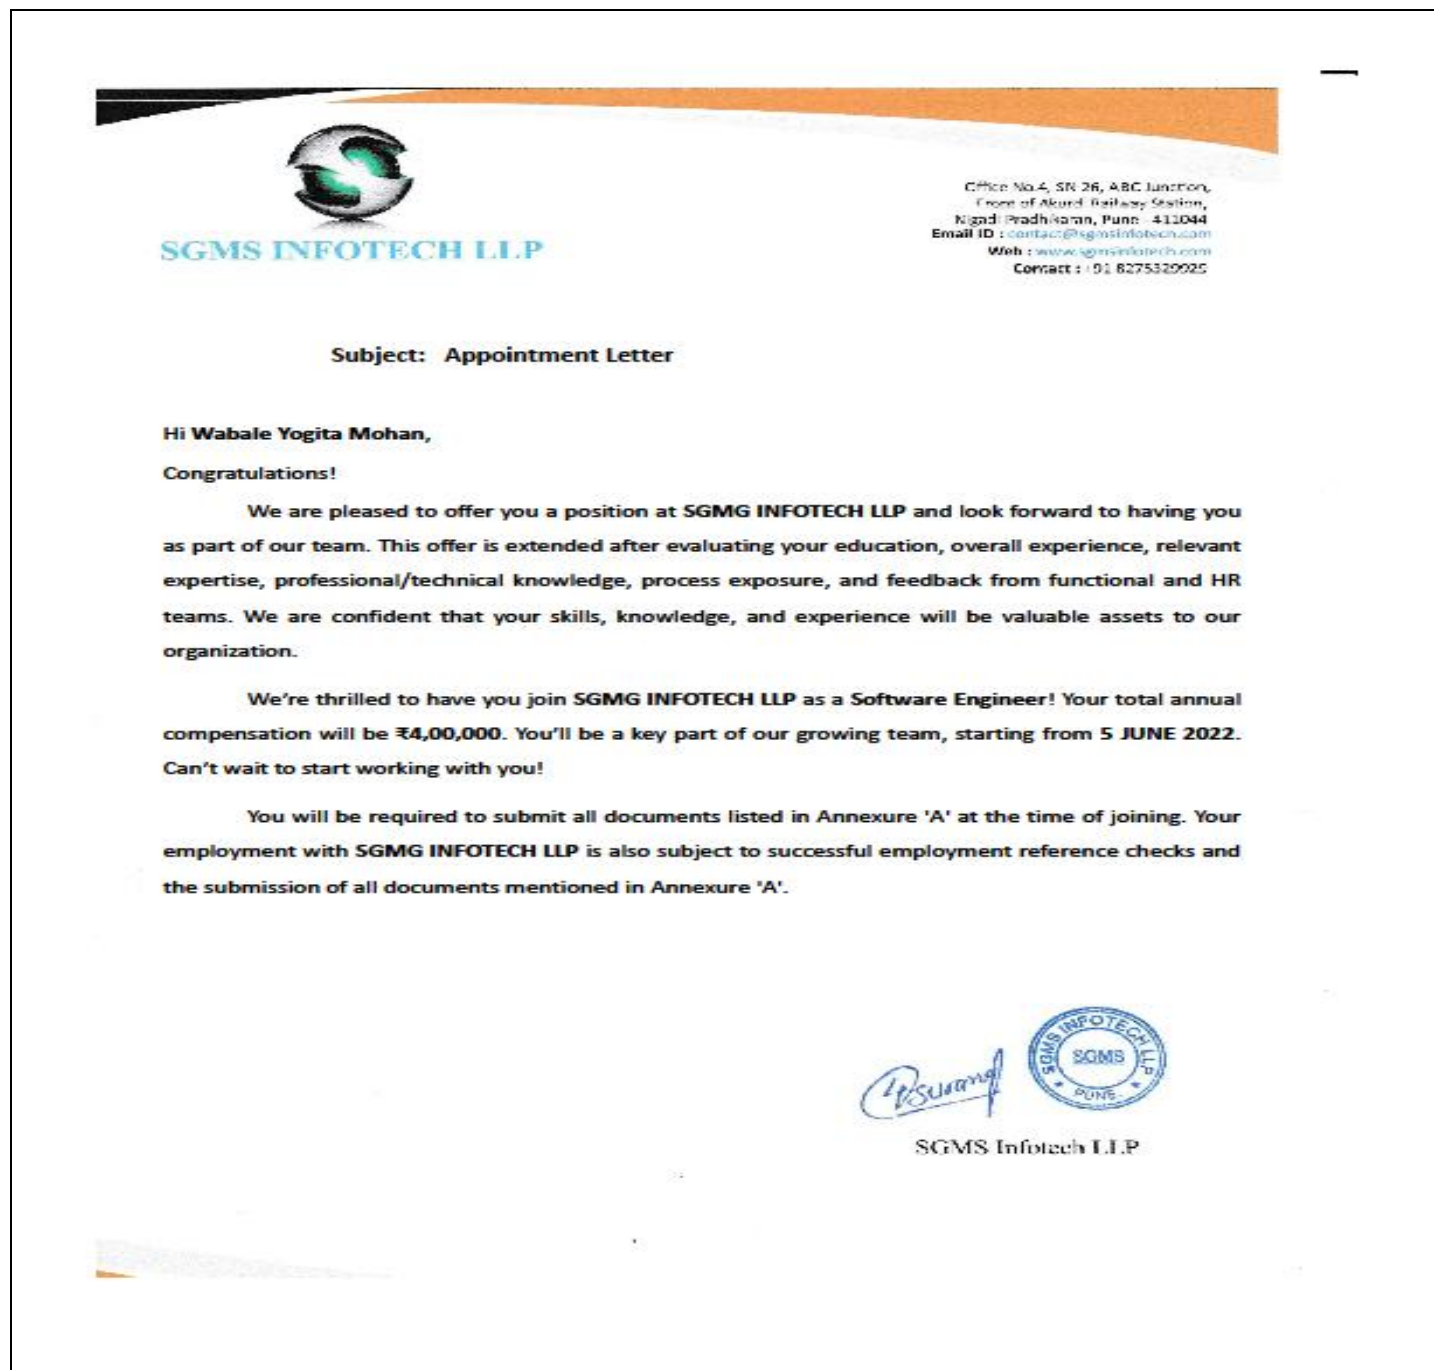 SGMS INFOTECH LLP
Office No.4, SN 26, ABC Junction,
Front of Akurdi Railway Station,
Nigadi Pradhikaran, Pune - 411044
Email ID : contact@sgmsinfotech.com
Web : www.sgmsinfotech.com
Contact : +91 8275329925
Subject: Appointment Letter
Hi Wabale Yogita Mohan,
Congratulations!
We are pleased to offer you a position at SGMG INFOTECH LLP and look forward to having you
as part of our team. This offer is extended after evaluating your education, overall experience, relevant
expertise, professional/technical knowledge, process exposure, and feedback from functional and HR
teams. We are confident that your skills, knowledge, and experience will be valuable assets to our
organization.
We're thrilled to have you join SGMG INFOTECH LLP as a Software Engineer! Your total annual
compensation will be ₹4,00,000. You'll be a key part of our growing team, starting from 5 JUNE 2022.
Can't wait to start working with you!
You will be required to submit all documents listed in Annexure 'A' at the time of joining. Your
employment with SGMG INFOTECH LLP is also subject to successful employment reference checks and
the submission of all documents mentioned in Annexure 'A'.
SGMS INFOTECH LLP
SGMS
PUNE.
SGMS Infotech LLP